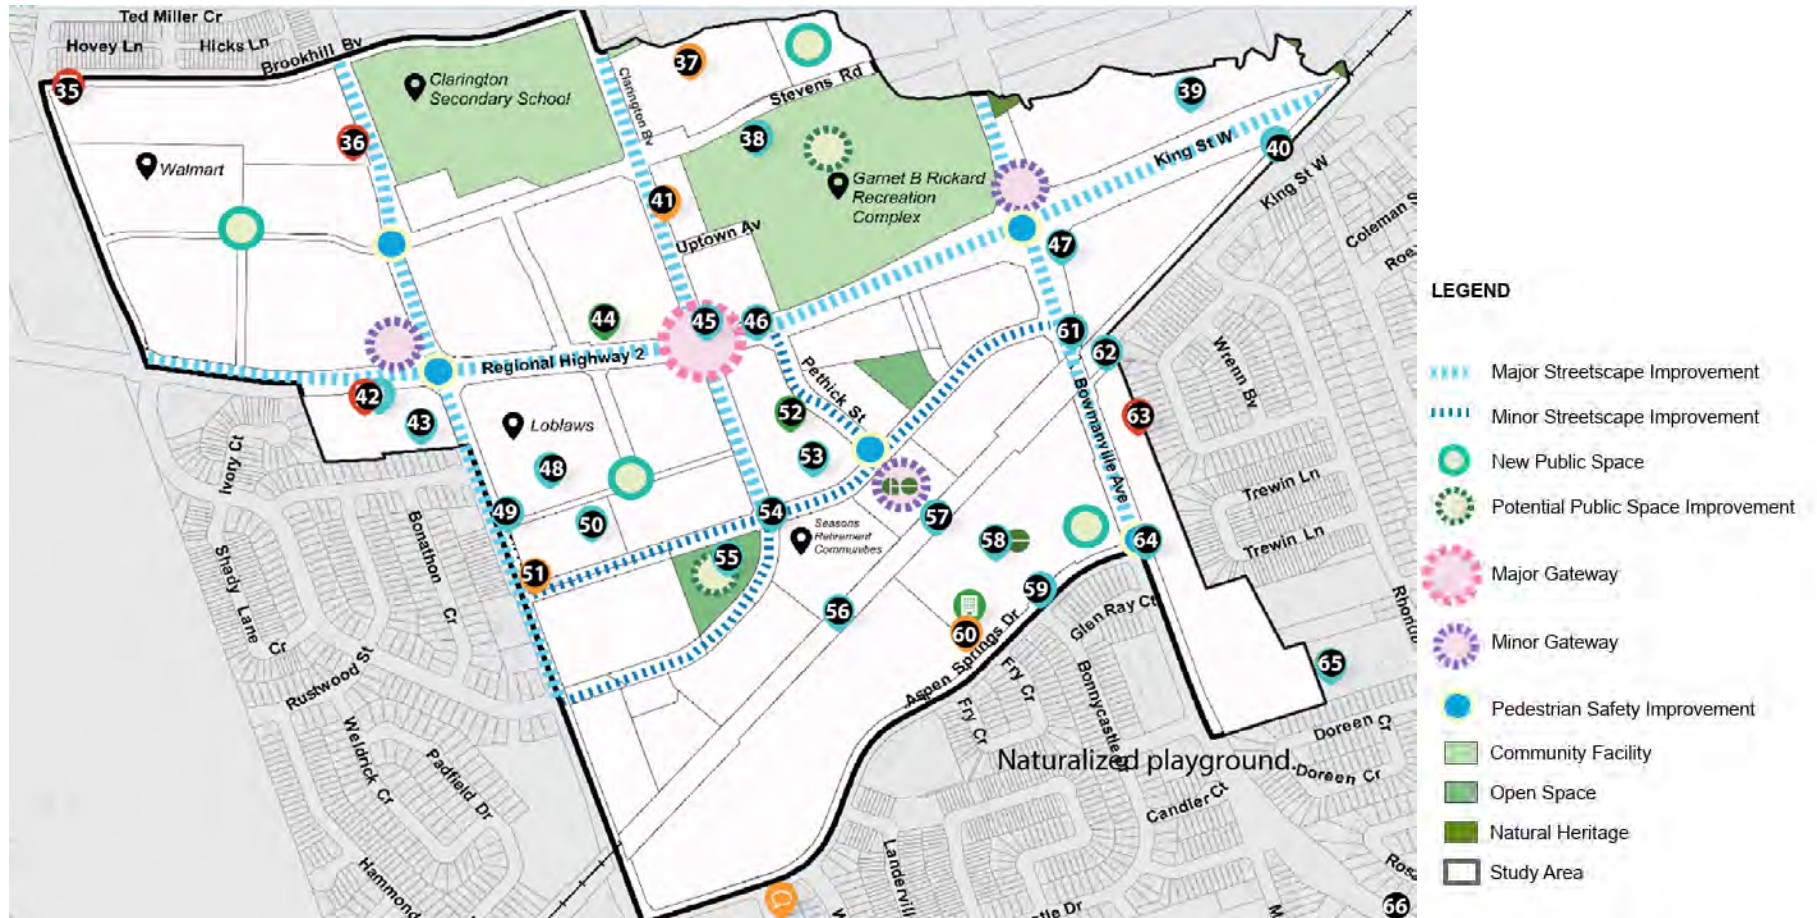 Ted Miller Cr
Hovey Ln
Hicks Ln
Brookhill Bv
35
36
Clarington
Secondary School
Clarington Bv
37
Stevens Rd
38
39
King St W
40
King St W
Coleman S
Walmart
41
Uptown Av
Garnet B Rickard
Recreation
Complex
47
42
43
44
Regional Highway 2
45
46
Pethick St
61
62
Bowmanville Ave
63
Wrenn Bv
Trewin Ln
Trewin Ln
Loblaws
48
49
50
51
52
53
54
Seasons
Retirement
Communities
55
56
57
58
59
60
64
65
66
Ivory Ct
Shady Lane
Cr
Bonathon
Cr
Rustwood St
Weldrick Cr
Padfield Dr
Hammond
Aspen Springs Dr
Glen Ray Ct
Fry Cr
Fry Cr
Bonnycastle Dr
Naturalized playground.
Doreen Cr
Doreen Cr
Candler Ct
Landervill
stle Dr
LEGEND
Major Streetscape Improvement
Minor Streetscape Improvement
New Public Space
Potential Public Space Improvement
Major Gateway
Minor Gateway
Pedestrian Safety Improvement
Community Facility
Open Space
Natural Heritage
Study Area